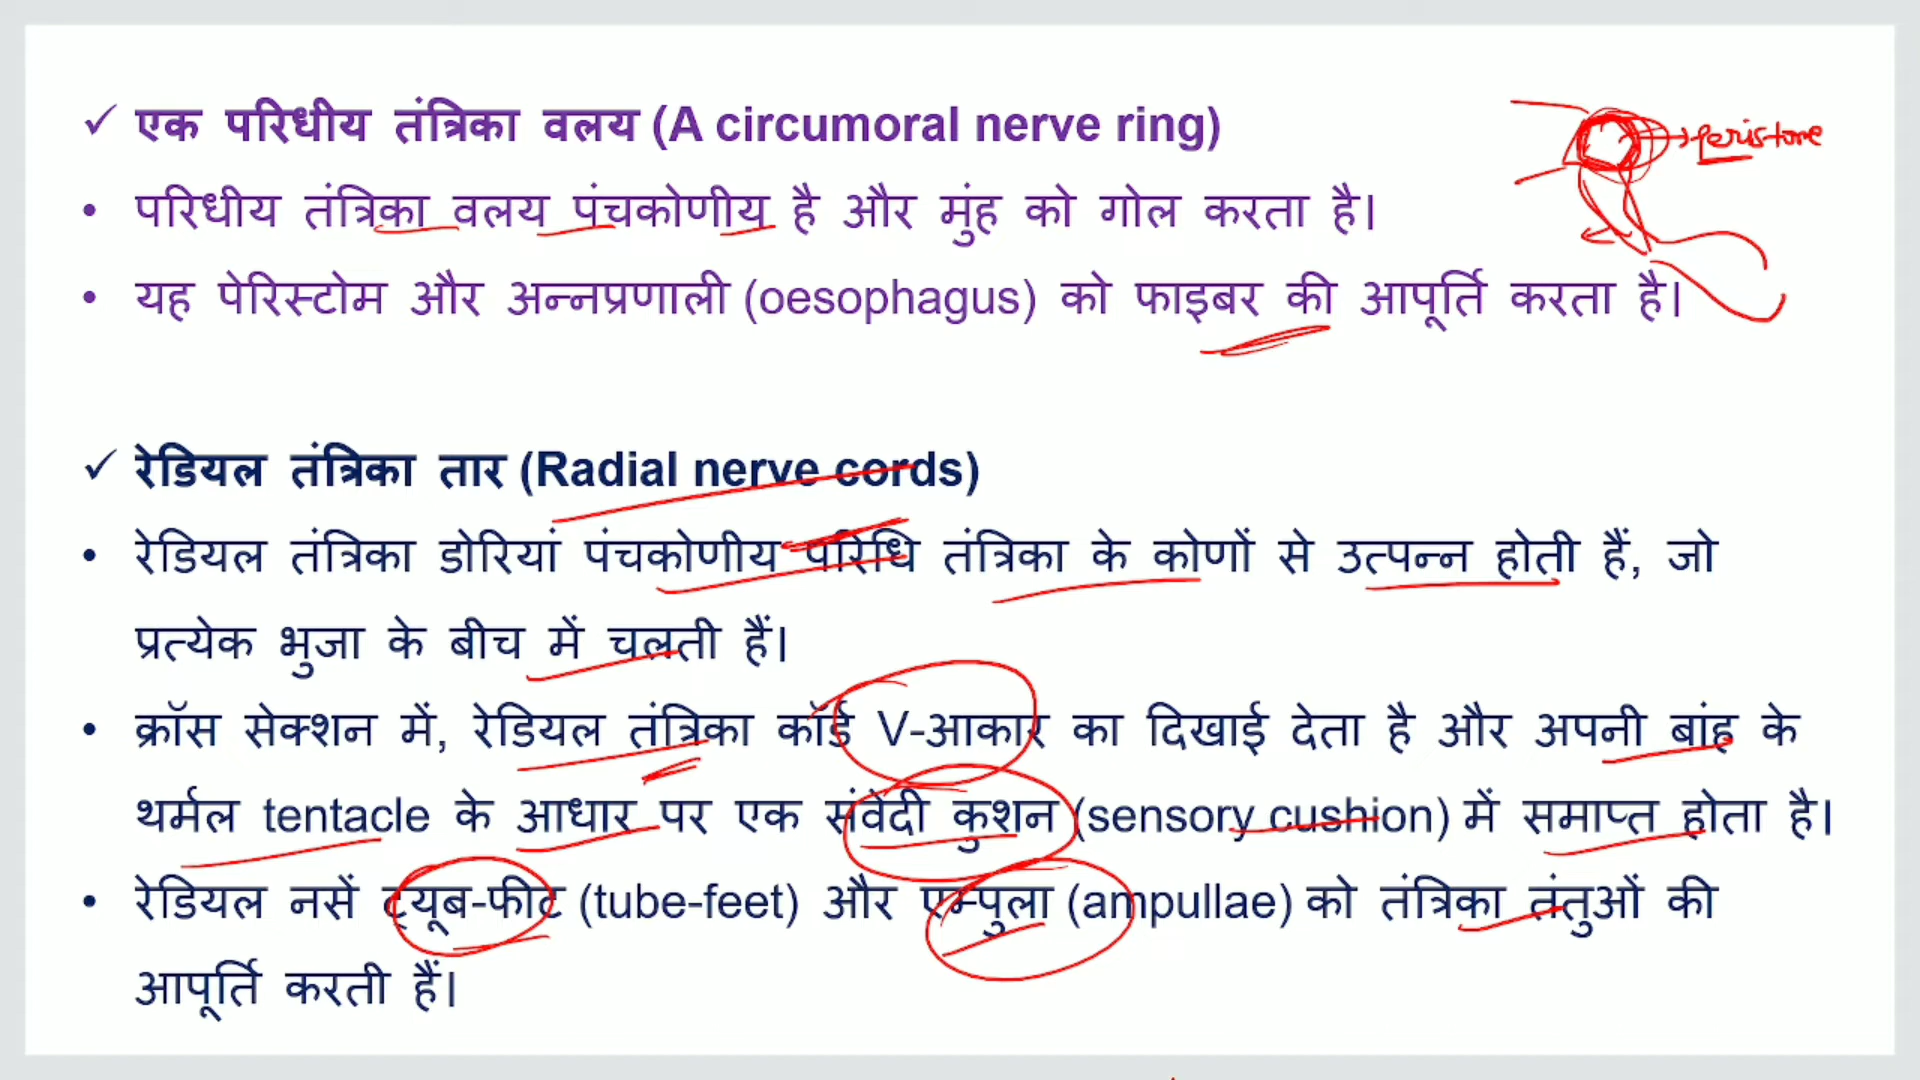 ✓ एक परिधीय तंत्रिका वलय (A circumoral nerve ring)
→ peristome
• परिधीय तंत्रिका वलय पंचकोणीय है और मुंह को गोल करता है।
• यह पेरिस्टोम और अन्नप्रणाली (oesophagus) को फाइबर की आपूर्ति करता है।
✓ रेडियल तंत्रिका तार (Radial nerve cords)
• रेडियल तंत्रिका डोरियां पंचकोणीय परिधि तंत्रिका के कोणों से उत्पन्न होती हैं, जो
प्रत्येक भुजा के बीच में चलती हैं।
• क्रॉस सेक्शन में, रेडियल तंत्रिका कॉर्ड V-आकार का दिखाई देता है और अपनी बांह के
थर्मल tentacle के आधार पर एक संवेदी कुशन (sensory cushion) में समाप्त होता है।
• रेडियल नसें ट्यूब-फीट (tube-feet) और एम्पुला (ampullae) को तंत्रिका तंतुओं की
आपूर्ति करती हैं।